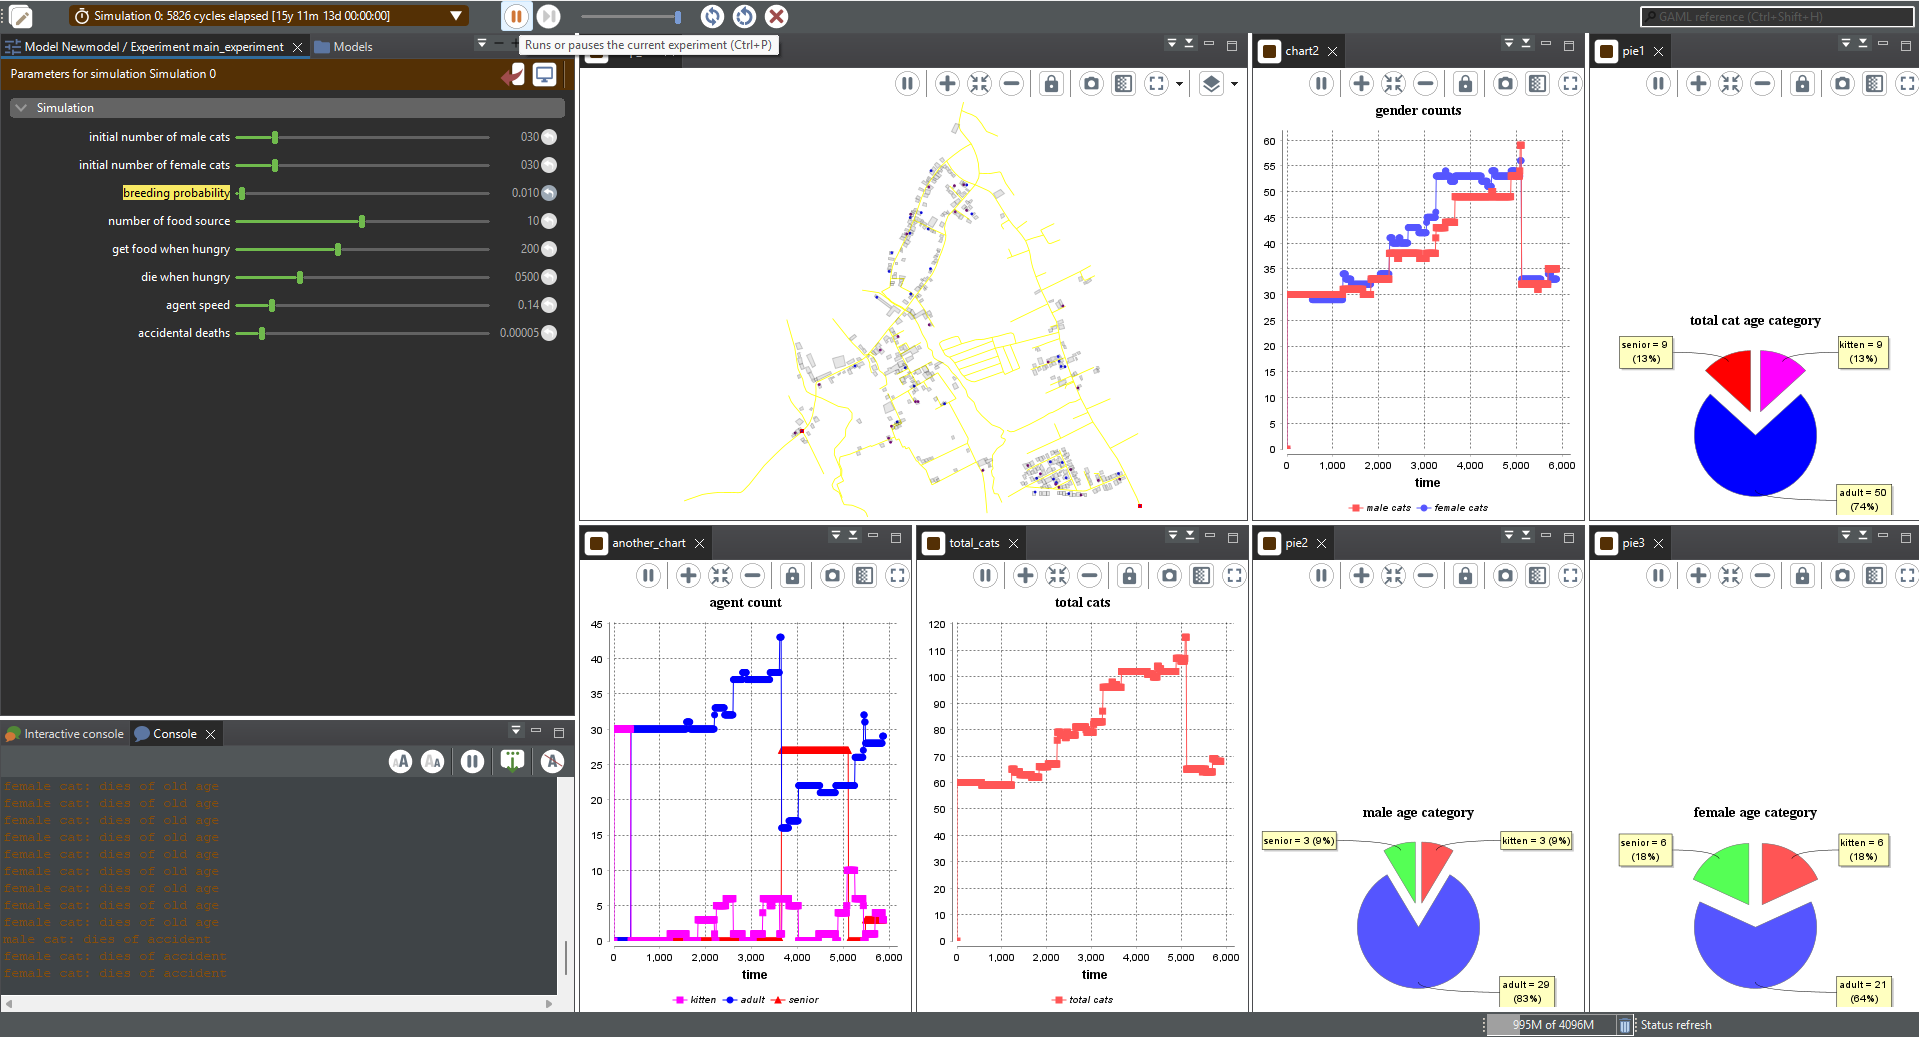 Simulation 0: 5826 cycles elapsed [15y 11m 13d 00:00:00]
GAML reference (Ctrl+Shift+H)
Model Newmodel / Experiment main_experiment
Models
Runs or pauses the current experiment (Ctrl+P)
Parameters for simulation Simulation 0
Simulation
initial number of male cats 030
initial number of female cats 030
breeding probability 0.010
number of food source 10
get food when hungry 200
die when hungry 0500
agent speed 0.14
accidental deaths 0.00005
chart2
gender counts
60
55
50
45
40
35
30
25
20
15
10
5
0
0 1,000 2,000 3,000 4,000 5,000 6,000
time
male cats female cats
pie1
total cat age category
senior = 9
(13%)
kitten = 9
(13%)
adult = 50
(74%)
Interactive console
Console
female cat: dies of old age
female cat: dies of old age
female cat: dies of old age
female cat: dies of old age
female cat: dies of old age
female cat: dies of old age
female cat: dies of old age
female cat: dies of old age
female cat: dies of old age
male cat: dies of accident
female cat: dies of accident
female cat: dies of accident
another_chart
agent count
45
40
35
30
25
20
15
10
5
0
0 1,000 2,000 3,000 4,000 5,000 6,000
time
kitten adult senior
total_cats
total cats
120
110
100
90
80
70
60
50
40
30
20
10
0
0 1,000 2,000 3,000 4,000 5,000 6,000
time
total cats
pie2
male age category
senior = 3 (9%)
kitten = 3 (9%)
adult = 29
(83%)
pie3
female age category
senior = 6
(18%)
kitten = 6
(18%)
adult = 21
(64%)
995M of 4096M
Status refresh